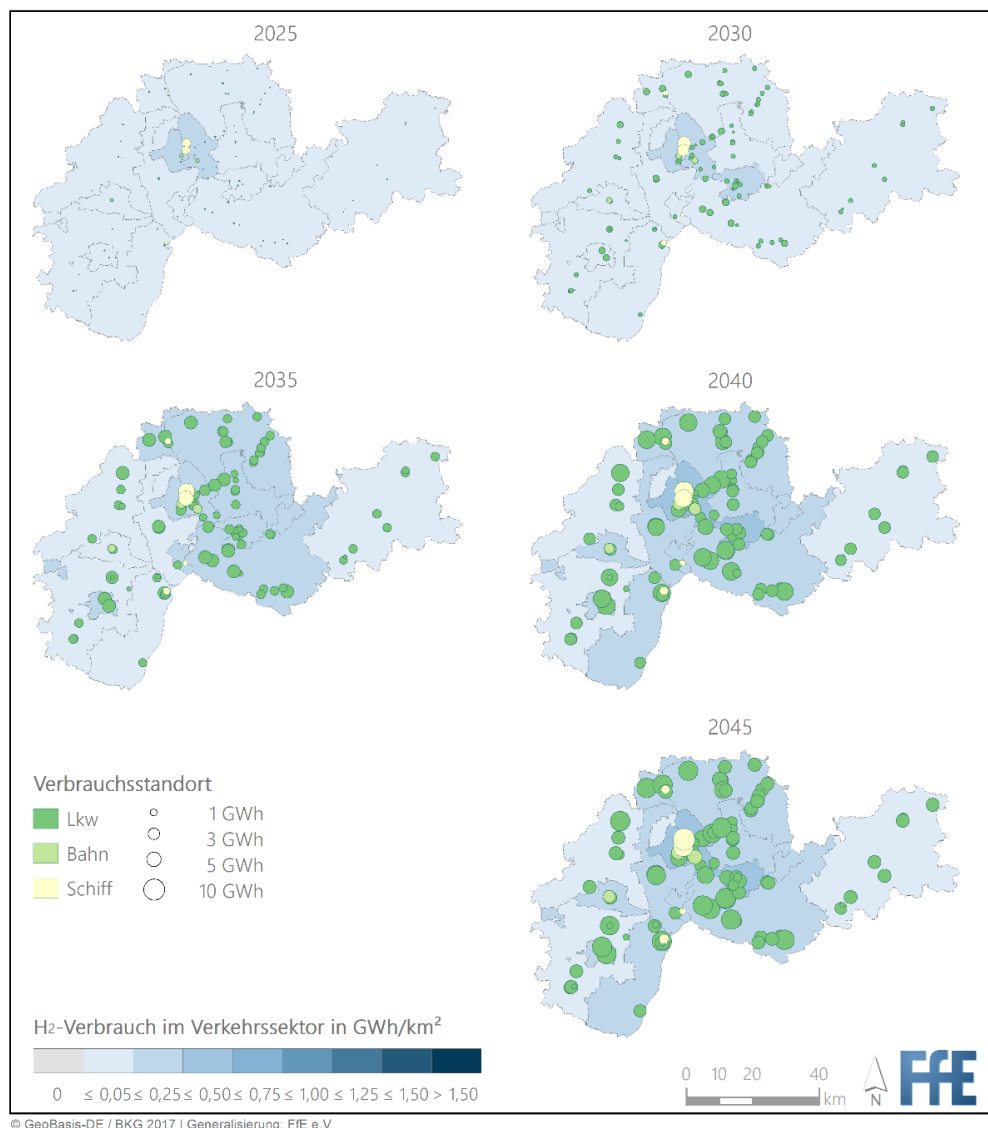 2025
2030
2035
2040
2045
Verbrauchsstandort
Lkw
Bahn
Schiff
1 GWh
3 GWh
5 GWh
10 GWh
H2-Verbrauch im Verkehrssektor in GWh/km²
0 ≤ 0,05 ≤ 0,25 ≤ 0,50 ≤ 0,75 ≤ 1,00 ≤ 1,25 ≤ 1,50 > 1,50
0 10 20 40
km
N
FfE
© GeoBasis-DE / BKG 2017 | Generalisierung: FfE e.V.